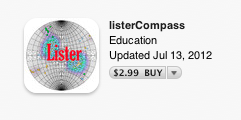 Lister
listerCompass
Education
Updated Jul 13, 2012
$2.99 BUY